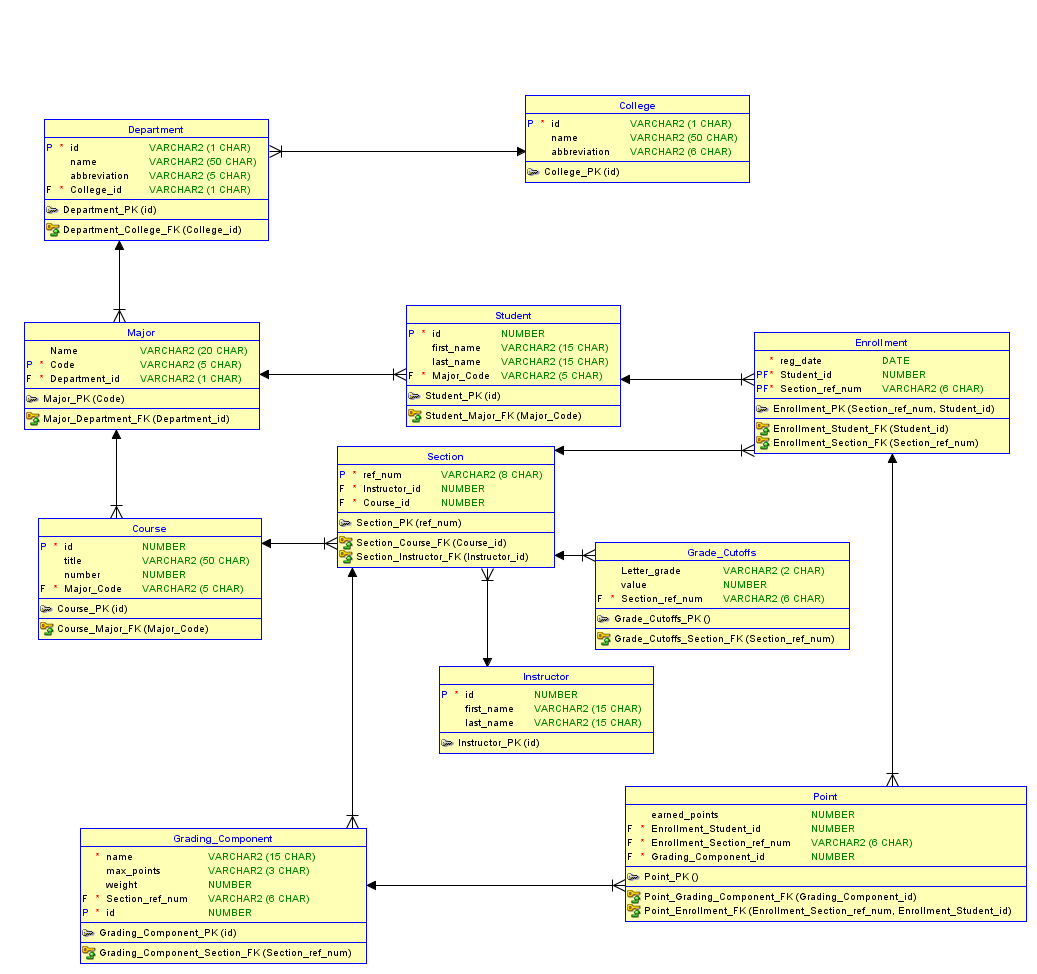 College
P * id VARCHAR2 (1 CHAR)
name VARCHAR2 (50 CHAR)
abbreviation VARCHAR2 (6 CHAR)
College_PK (id)
Department
P * id VARCHAR2 (1 CHAR)
name VARCHAR2 (50 CHAR)
abbreviation VARCHAR2 (5 CHAR)
F * College_id VARCHAR2 (1 CHAR)
Department_PK (id)
Department_College_FK (College_id)
Major
Name VARCHAR2 (20 CHAR)
P * Code VARCHAR2 (5 CHAR)
F * Department_id VARCHAR2 (1 CHAR)
Major_PK (Code)
Major_Department_FK (Department_id)
Student
P * id NUMBER
first_name VARCHAR2 (15 CHAR)
last_name VARCHAR2 (15 CHAR)
F * Major_Code VARCHAR2 (5 CHAR)
Student_PK (id)
Student_Major_FK (Major_Code)
Enrollment
* reg_date DATE
PF* Student_id NUMBER
PF* Section_ref_num VARCHAR2 (6 CHAR)
Enrollment_PK (Section_ref_num, Student_id)
Enrollment_Student_FK (Student_id)
Enrollment_Section_FK (Section_ref_num)
Section
P * ref_num VARCHAR2 (8 CHAR)
F * Instructor_id NUMBER
F * Course_id NUMBER
Section_PK (ref_num)
Section_Course_FK (Course_id)
Section_Instructor_FK (Instructor_id)
Course
P * id NUMBER
title VARCHAR2 (50 CHAR)
number NUMBER
F * Major_Code VARCHAR2 (5 CHAR)
Course_PK (id)
Course_Major_FK (Major_Code)
Grade_Cutoffs
Letter_grade VARCHAR2 (2 CHAR)
value NUMBER
F * Section_ref_num VARCHAR2 (6 CHAR)
Grade_Cutoffs_PK ()
Grade_Cutoffs_Section_FK (Section_ref_num)
Instructor
P * id NUMBER
first_name VARCHAR2 (15 CHAR)
last_name VARCHAR2 (15 CHAR)
Instructor_PK (id)
Point
earned_points NUMBER
F * Enrollment_Student_id NUMBER
F * Enrollment_Section_ref_num VARCHAR2 (6 CHAR)
F * Grading_Component_id NUMBER
Point_PK ()
Point_Grading_Component_FK (Grading_Component_id)
Point_Enrollment_FK (Enrollment_Section_ref_num, Enrollment_Student_id)
Grading_Component
* name VARCHAR2 (15 CHAR)
max_points VARCHAR2 (3 CHAR)
weight NUMBER
F * Section_ref_num VARCHAR2 (6 CHAR)
P * id NUMBER
Grading_Component_PK (id)
Grading_Component_Section_FK (Section_ref_num)